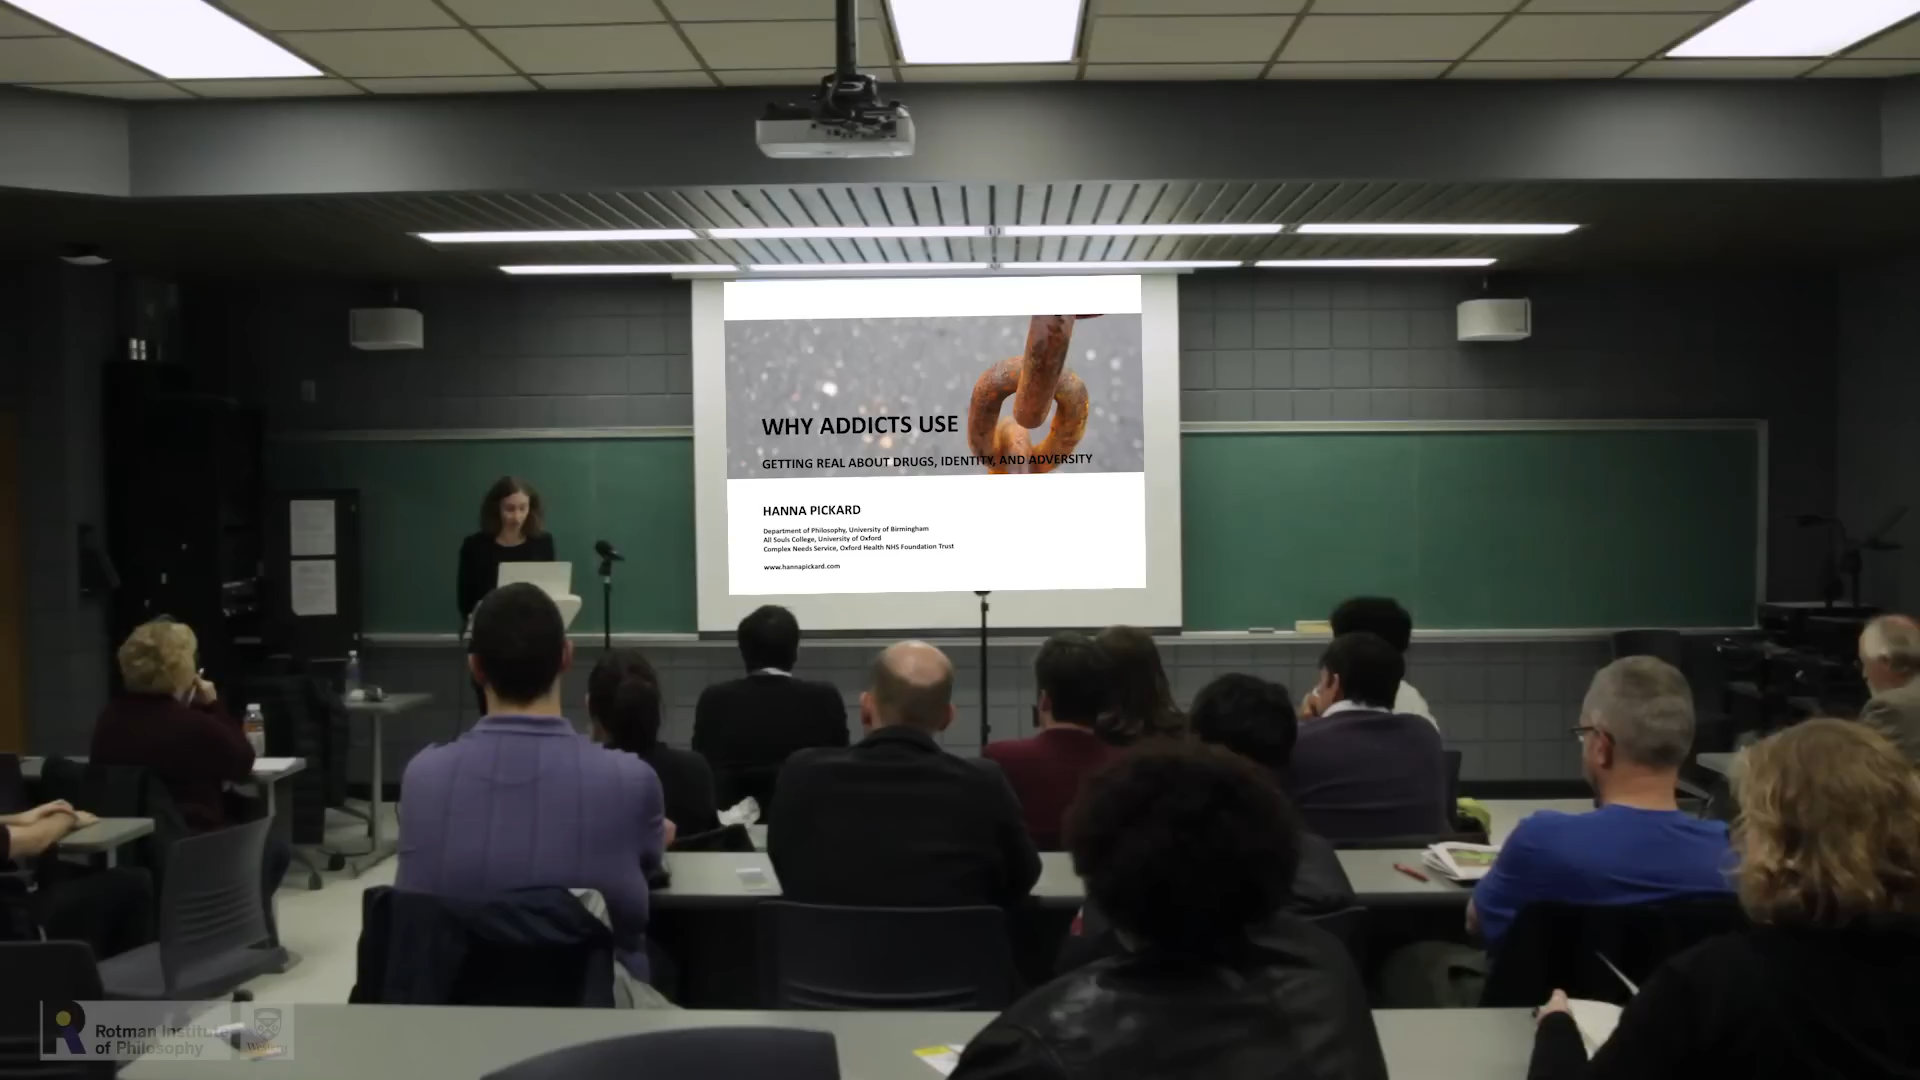 WHY ADDICTS USE
GETTING REAL ABOUT DRUGS, IDENTITY, AND ADVERSITY
HANNA PICKARD
Department of Philosophy, University of Birmingham
All Souls College, University of Oxford
Complex Needs Service, Oxford Health NHS Foundation Trust
www.hannapickard.com
Rotman Institute
of Philosophy
Western